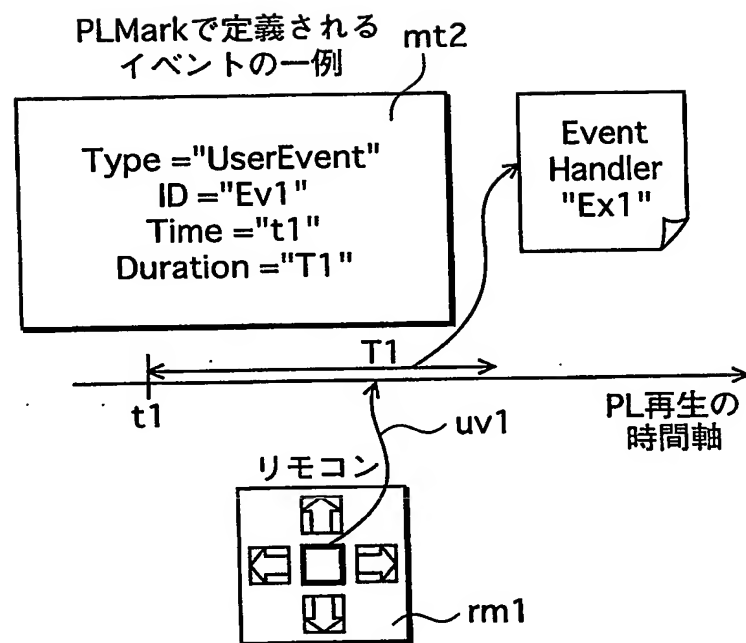 PLMarkで定義される
イベントの一例
mt2
Type ="UserEvent"
ID ="Ev1"
Time ="t1"
Duration ="T1"
Event
Handler
"Ex1"
T1
t1
PL再生の
時間軸
uv1
リモコン
rm1